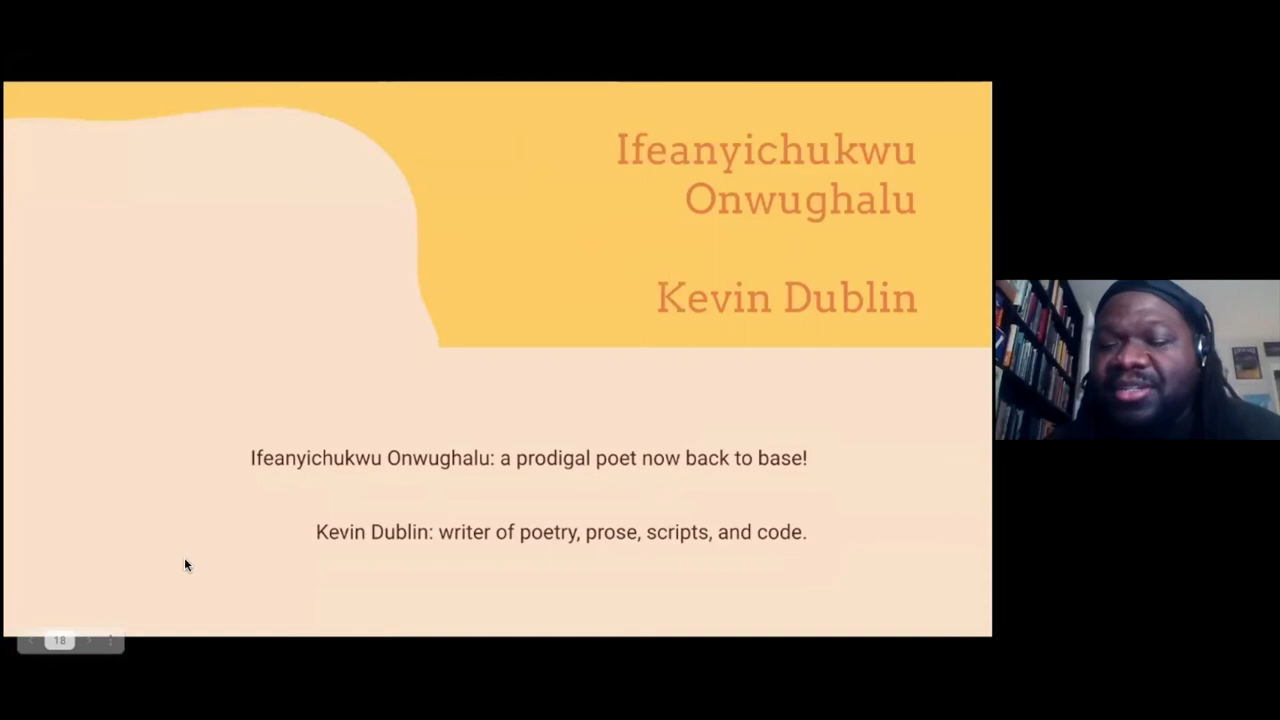 Ifeanyichukwu
Onwughalu
Kevin Dublin
Ifeanyichukwu Onwughalu: a prodigal poet now back to base!
Kevin Dublin: writer of poetry, prose, scripts, and code.
18